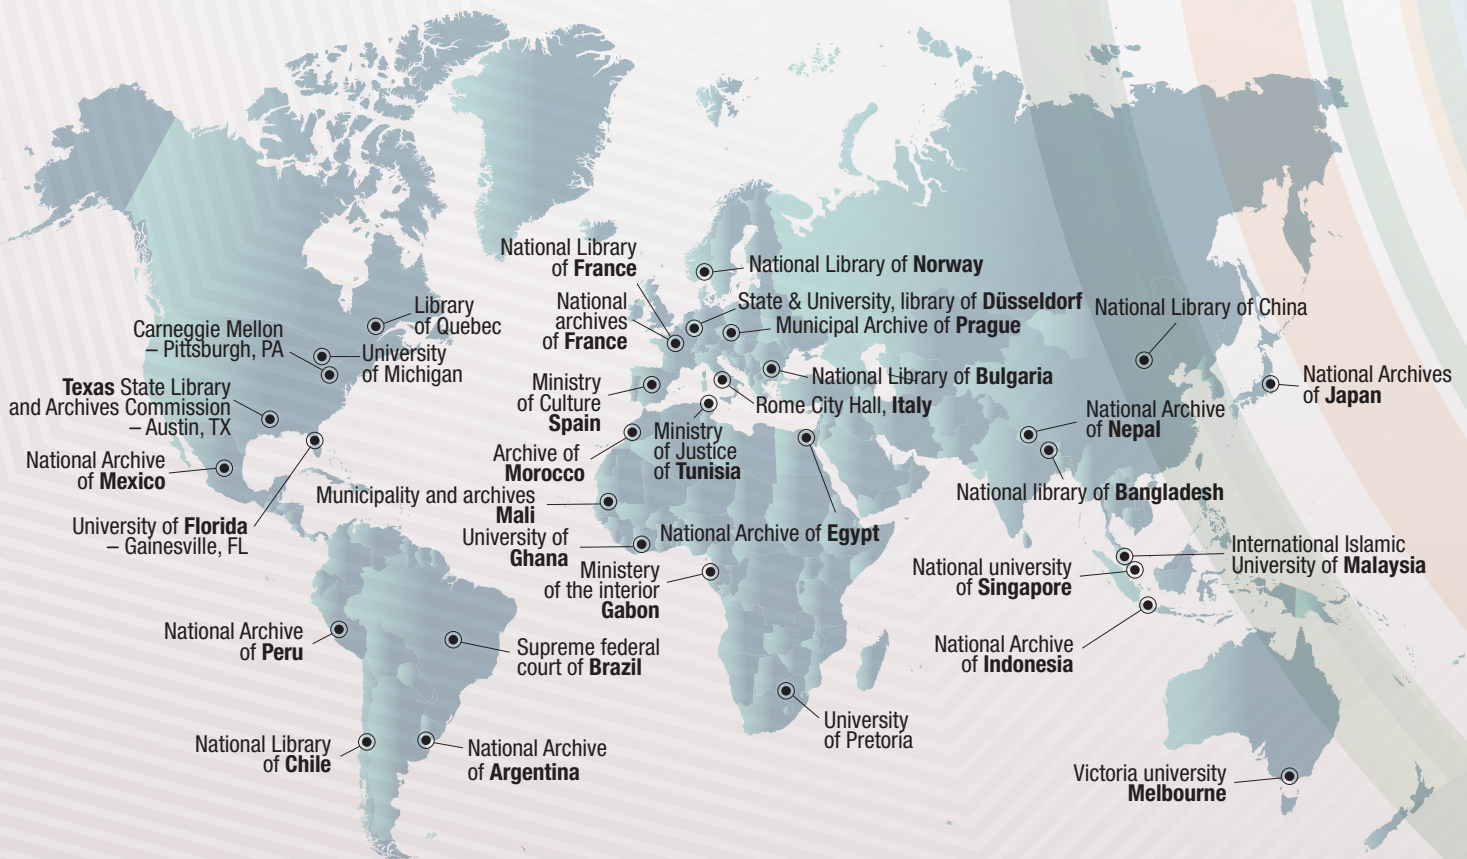 National Library
of France
National Library of Norway
National
archives
of France
State & University, library of Düsseldorf
Municipal Archive of Prague
National Library of China
Library
of Quebec
Carneggie Mellon
– Pittsburgh, PA
University
of Michigan
Texas State Library
and Archives Commission
– Austin, TX
Ministry
of Culture
Spain
National Library of Bulgaria
Rome City Hall, Italy
National Archives
of Japan
National Archive
of Nepal
Archive of
Morocco
Ministry
of Justice
of Tunisia
National Archive
of Mexico
National library of Bangladesh
Municipality and archives
Mali
University of Florida
– Gainesville, FL
University of
Ghana
National Archive of Egypt
International Islamic
University of Malaysia
National university
of Singapore
Ministery
of the interior
Gabon
National Archive
of Peru
Supreme federal
court of Brazil
National Archive
of Indonesia
University
of Pretoria
National Library
of Chile
National Archive
of Argentina
Victoria university
Melbourne